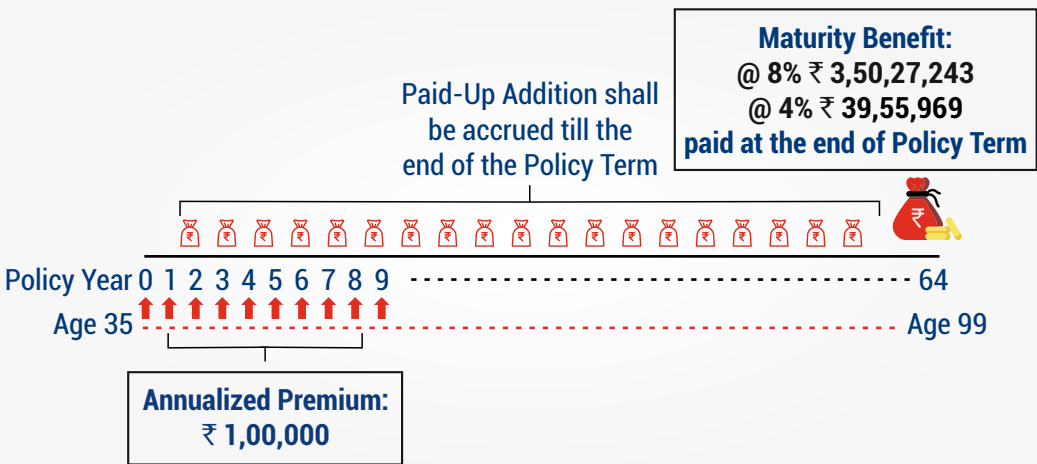 Maturity Benefit:
@ 8% ₹ 3,50,27,243
@ 4% ₹ 39,55,969
paid at the end of Policy Term
Paid-Up Addition shall
be accrued till the
end of the Policy Term
₹ ₹ ₹ ₹ ₹ ₹ ₹ ₹ ₹ ₹ ₹ ₹ ₹ ₹ ₹ ₹ ₹ ₹ ₹ ₹
Policy Year 0 1 2 3 4 5 6 7 8 9 64
Age 35 Age 99
Annualized Premium:
₹ 1,00,000